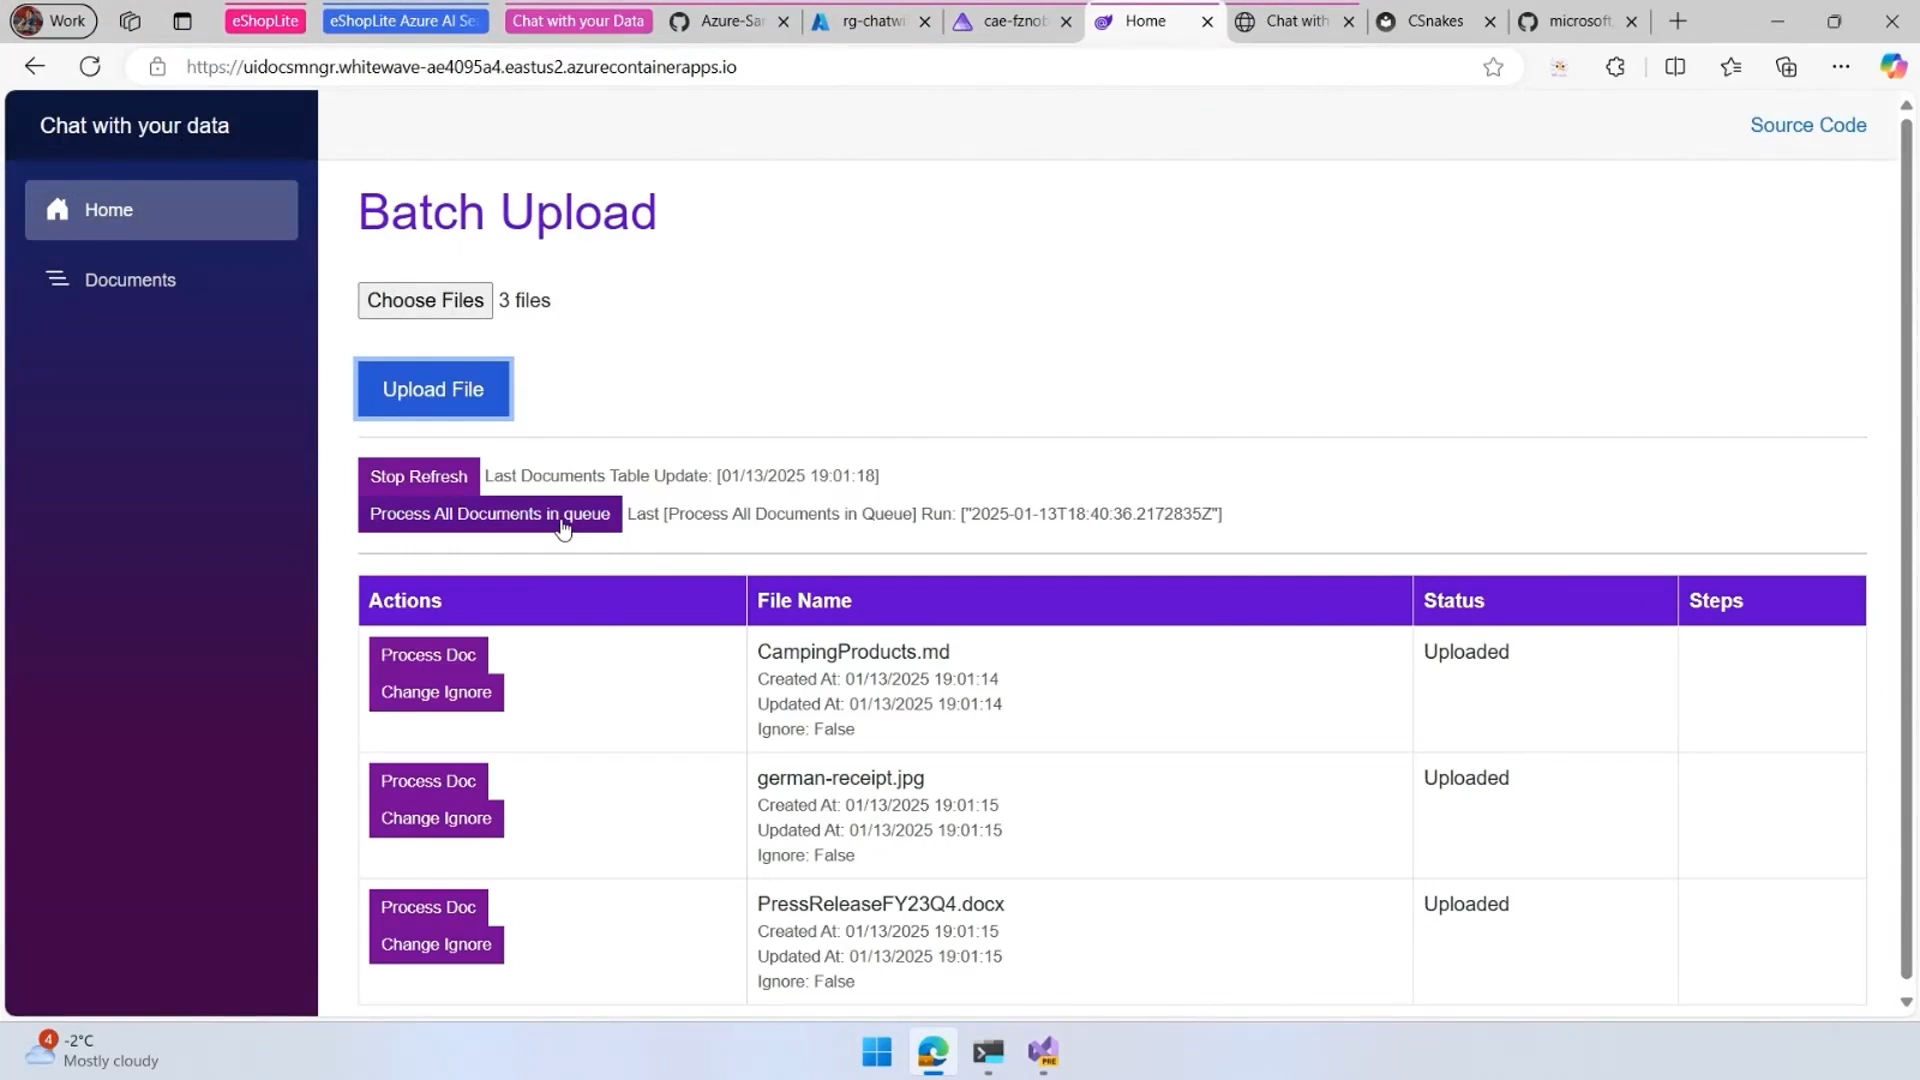 Work
eShopLite
eShopLite Azure AI Se
Chat with your Data
Azure-Sar
rg-chatwi
cae-fznob
Home
Chat with
CSnakes
microsoft,
https://uidocsmngr.whitewave-ae4095a4.eastus2.azurecontainerapps.io
Chat with your data
Source Code
Home
Documents
Batch Upload
Choose Files 3 files
Upload File
Stop Refresh Last Documents Table Update: [01/13/2025 19:01:18]
Process All Documents in queue Last [Process All Documents in Queue] Run: ["2025-01-13T18:40:36.2172835Z"]
Actions File Name Status Steps
Process Doc
Change Ignore
CampingProducts.md
Created At: 01/13/2025 19:01:14
Updated At: 01/13/2025 19:01:14
Ignore: False
Uploaded
Process Doc
Change Ignore
german-receipt.jpg
Created At: 01/13/2025 19:01:15
Updated At: 01/13/2025 19:01:15
Ignore: False
Uploaded
Process Doc
Change Ignore
PressReleaseFY23Q4.docx
Created At: 01/13/2025 19:01:15
Updated At: 01/13/2025 19:01:15
Ignore: False
Uploaded
4
-2°C
Mostly cloudy
PRE